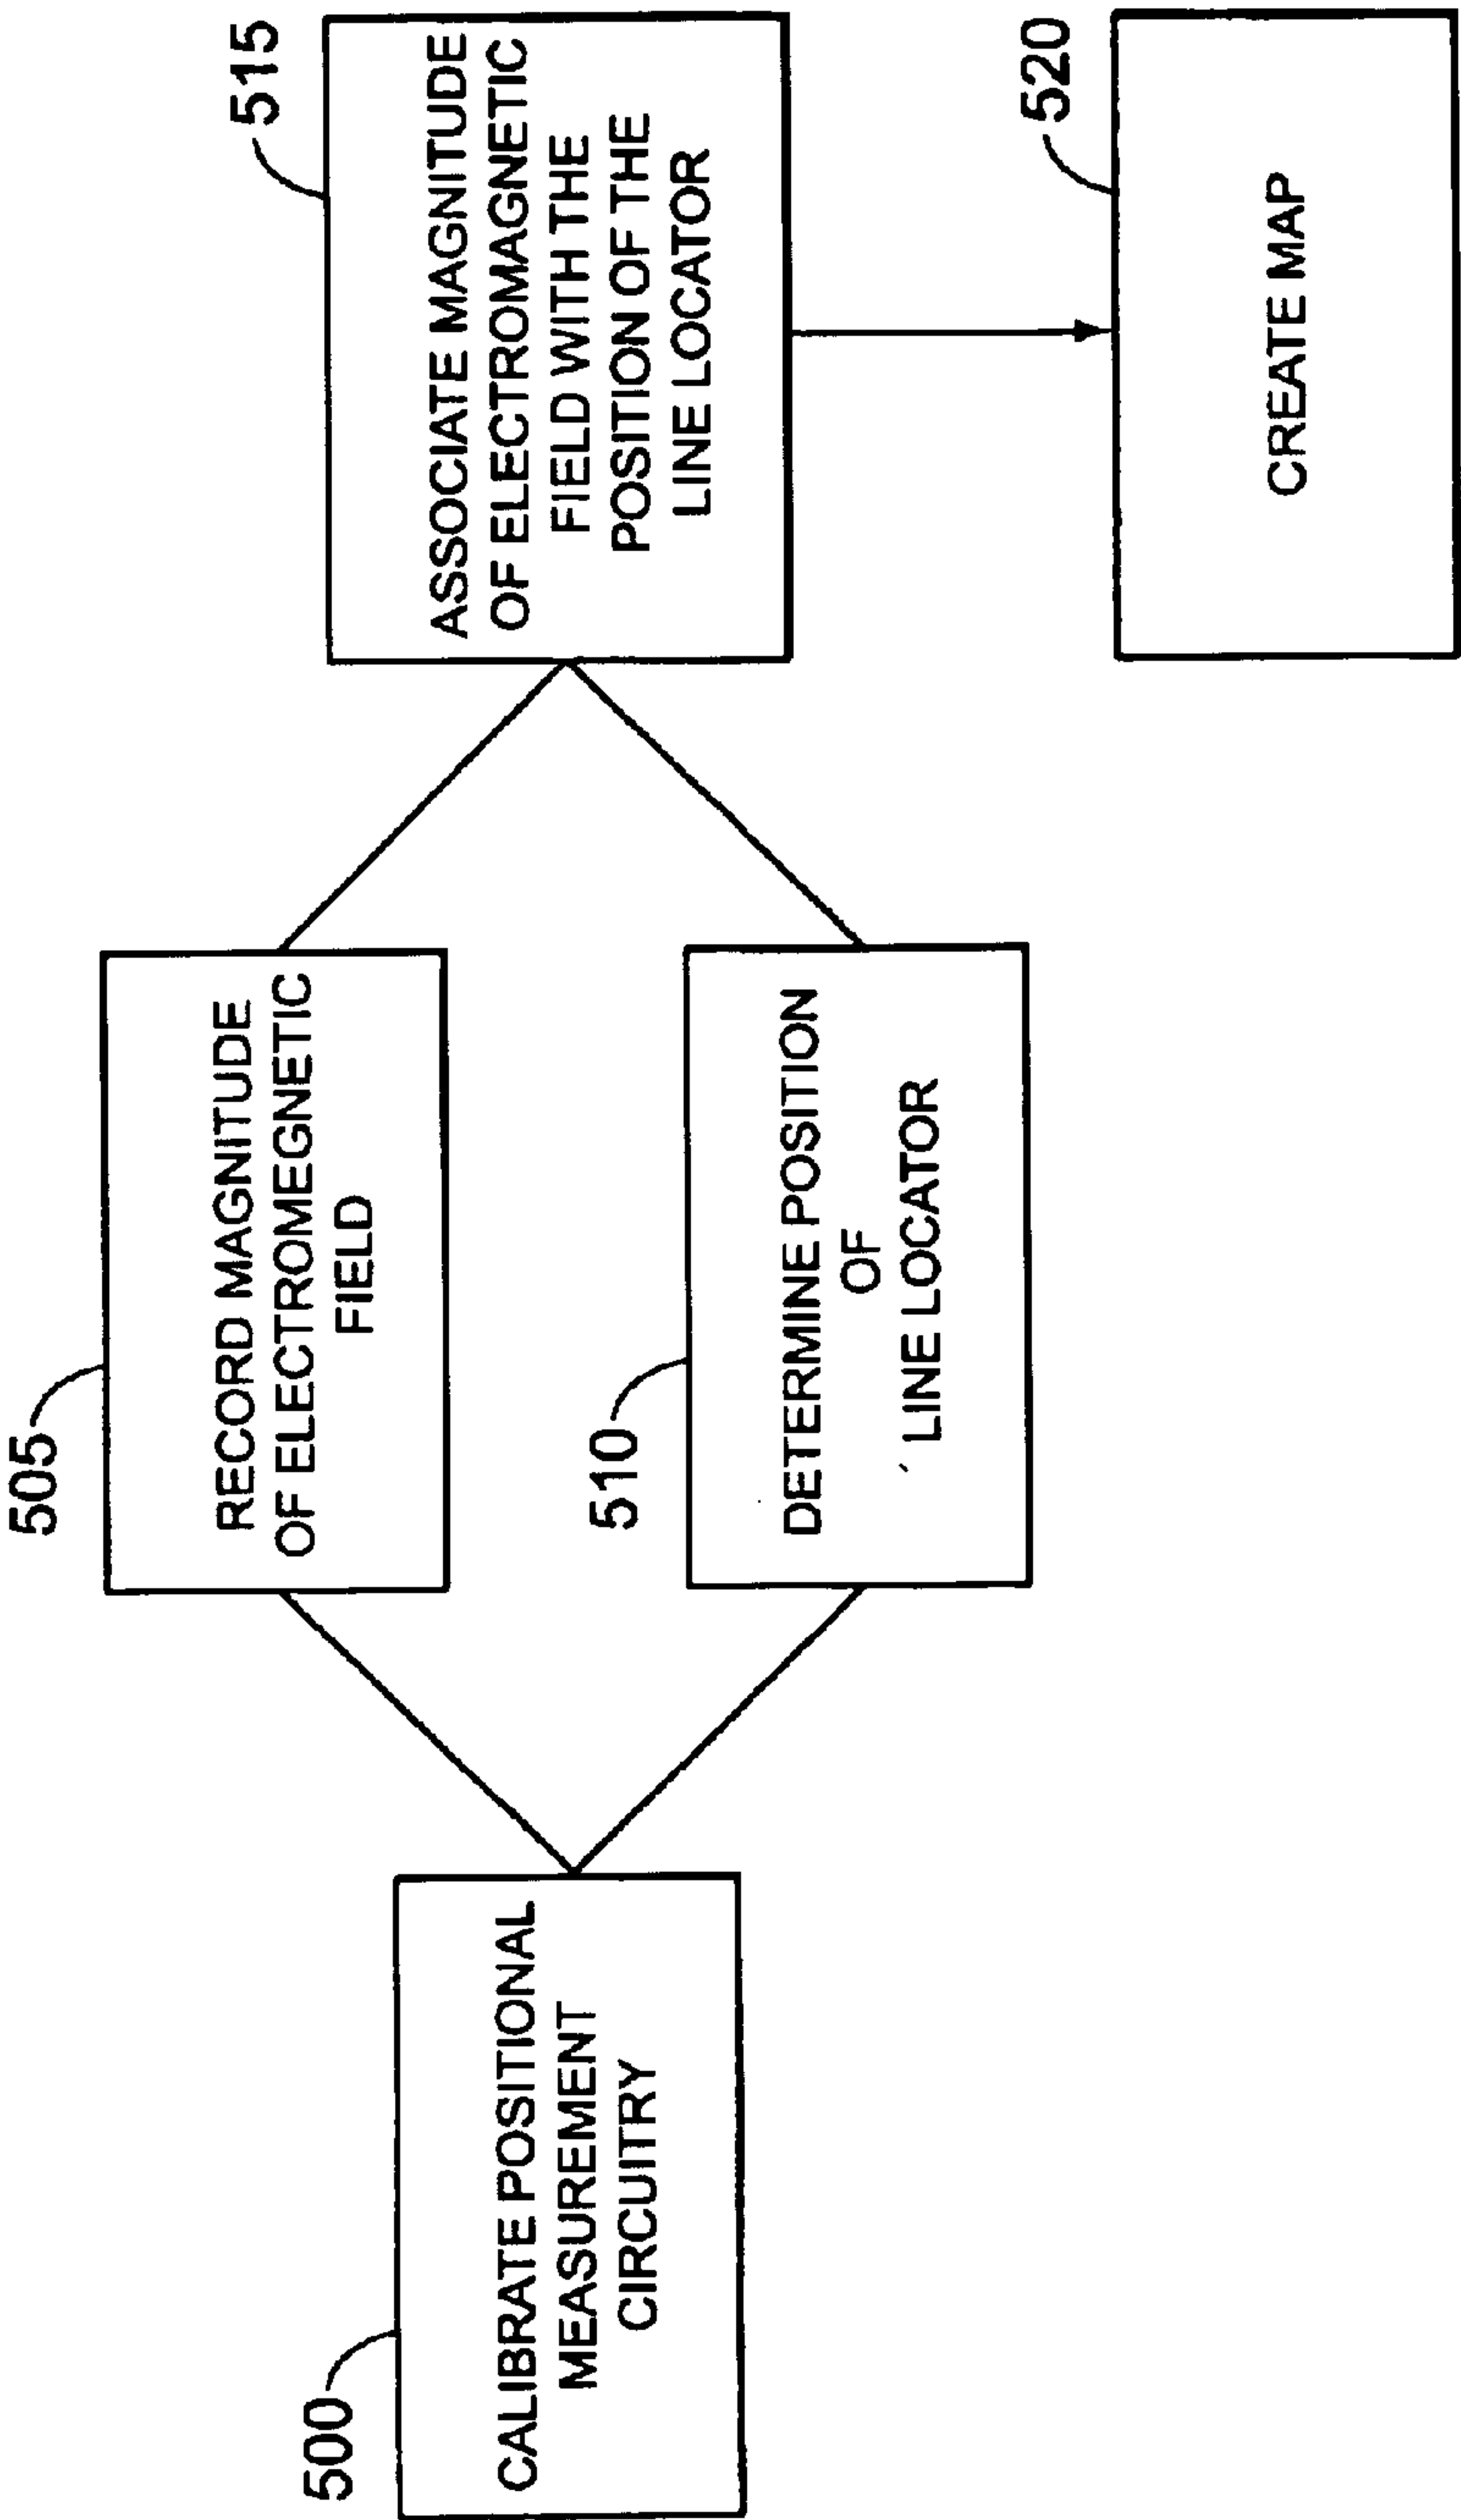 500
CALIBRATE POSITIONAL
MEASUREMENT
CIRCUITRY
505
RECORD MAGNITUDE
OF ELECTROMEGNETIC
FIELD
510
DETERMINE POSITION
OF
LINE LOCATOR
515
ASSOCIATE MAGNITUDE
OF ELECTROMAGNETIC
FIELD WITH THE
POSITION OF THE
LINE LOCATOR
520
CREATE MAP